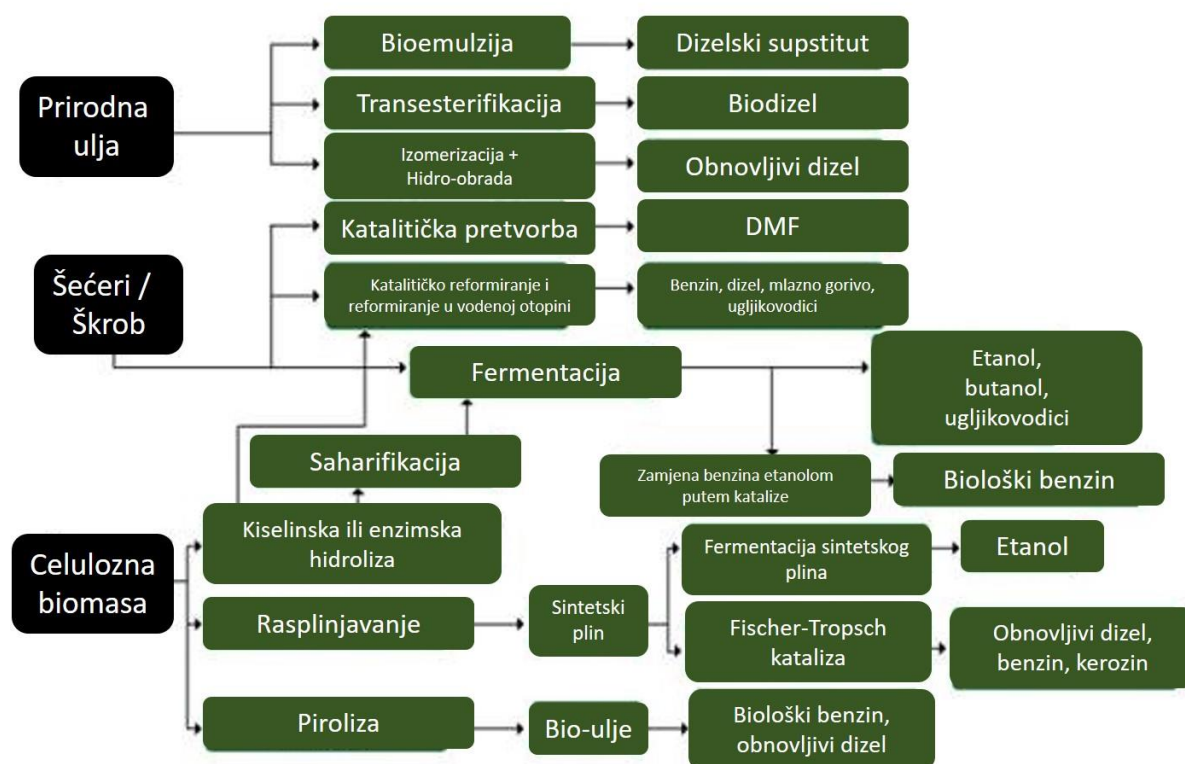 Bioemulzija
Dizelski supstitut
Prirodna
ulja
Transesterifikacija
Biodizel
Izomerizacija +
Hidro-obrada
Obnovljivi dizel
Katalitička pretvorba
DMF
Šećeri /
Škrob
Katalitičko reformiranje i
reformiranje u vodenoj otopini
Benzin, dizel, mlazno gorivo,
ugljikovodici
Fermentacija
Etanol,
butanol,
ugljikovodici
Saharifikacija
Zamjena benzina etanolom
putem katalize
Biološki benzin
Celulozna
biomasa
Kiselinska ili enzimska
hidroliza
Rasplinjavanje
Sintetski
plin
Fermentacija sintetskog
plina
Etanol
Fischer-Tropsch
kataliza
Obnovljivi dizel,
benzin, kerozin
Piroliza
Bio-ulje
Biološki benzin,
obnovljivi dizel